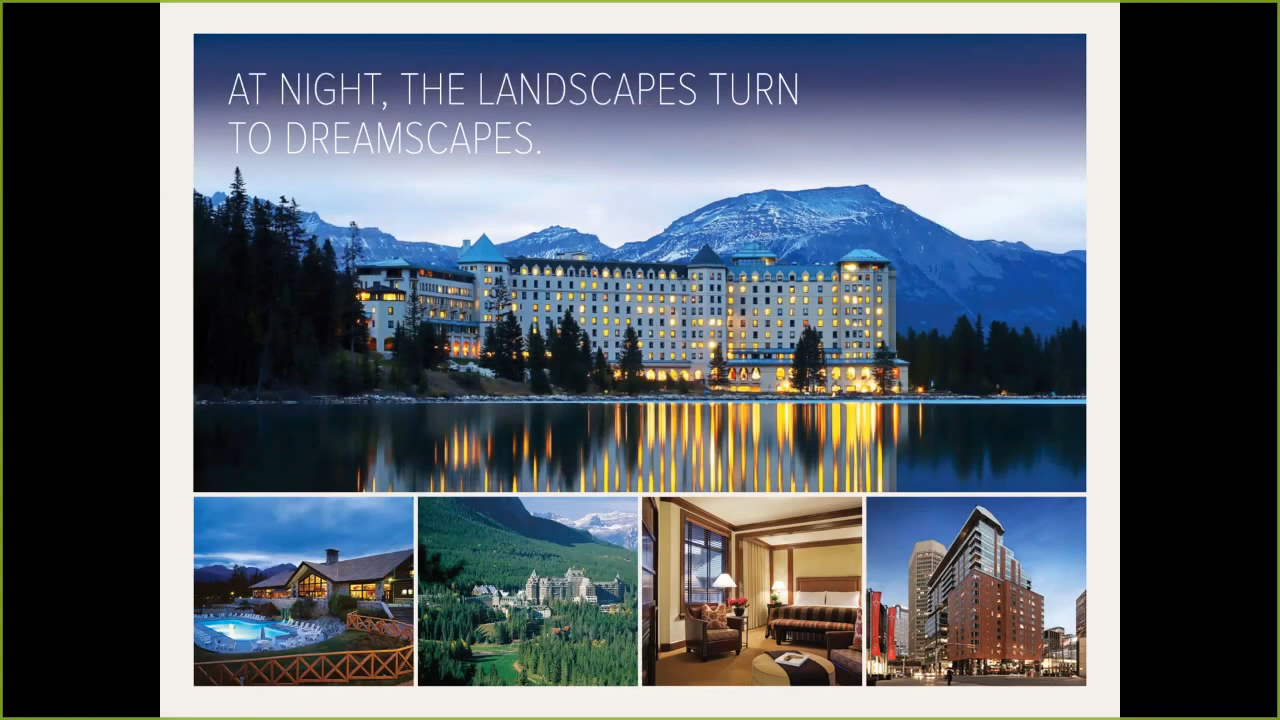 AT NIGHT, THE LANDSCAPES TURN
TO DREAMSCAPES.